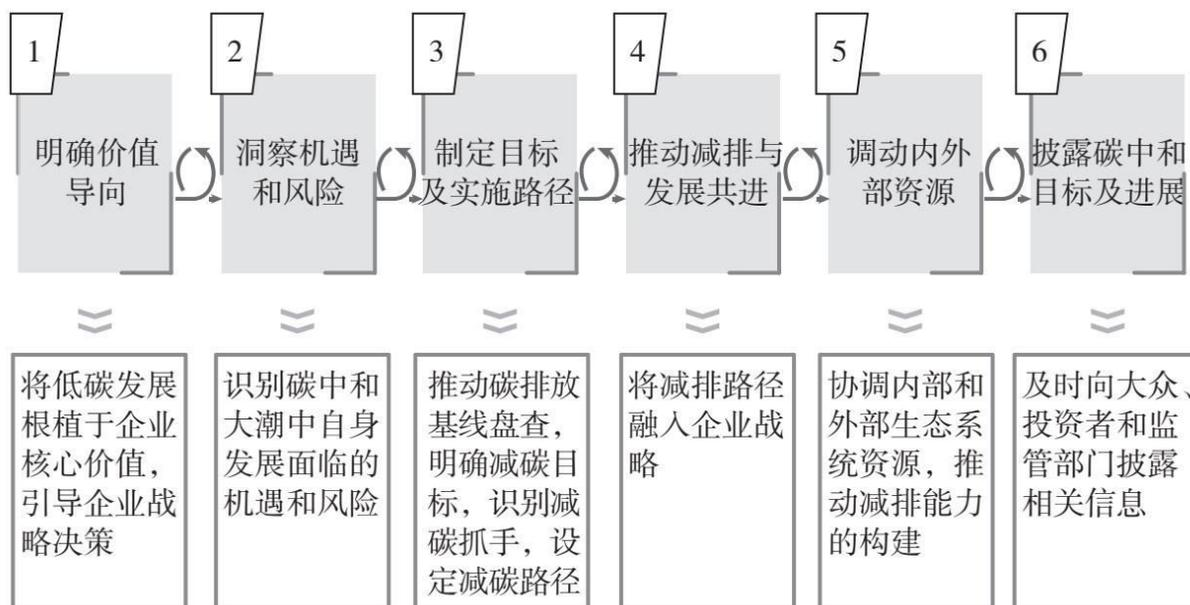 1
明确价值
导向
将低碳发展
根植于企业
核心价值，
引导企业战
略决策
2
洞察机遇
和风险
识别碳中和
大潮中自身
发展面临的
机遇和风险
3
制定目标
及实施路径
推动碳排放
基线盘查，
明确减碳目
标，识别减
碳抓手，设
定减碳路径
4
推动减排与
发展共进
将减排路径
融入企业战
略
5
调动内外
部资源
协调内部和
外部生态系
统资源，推
动减排能力
的构建
6
披露碳中和
目标及进展
及时向大众、
投资者和监
管部门披露
相关信息